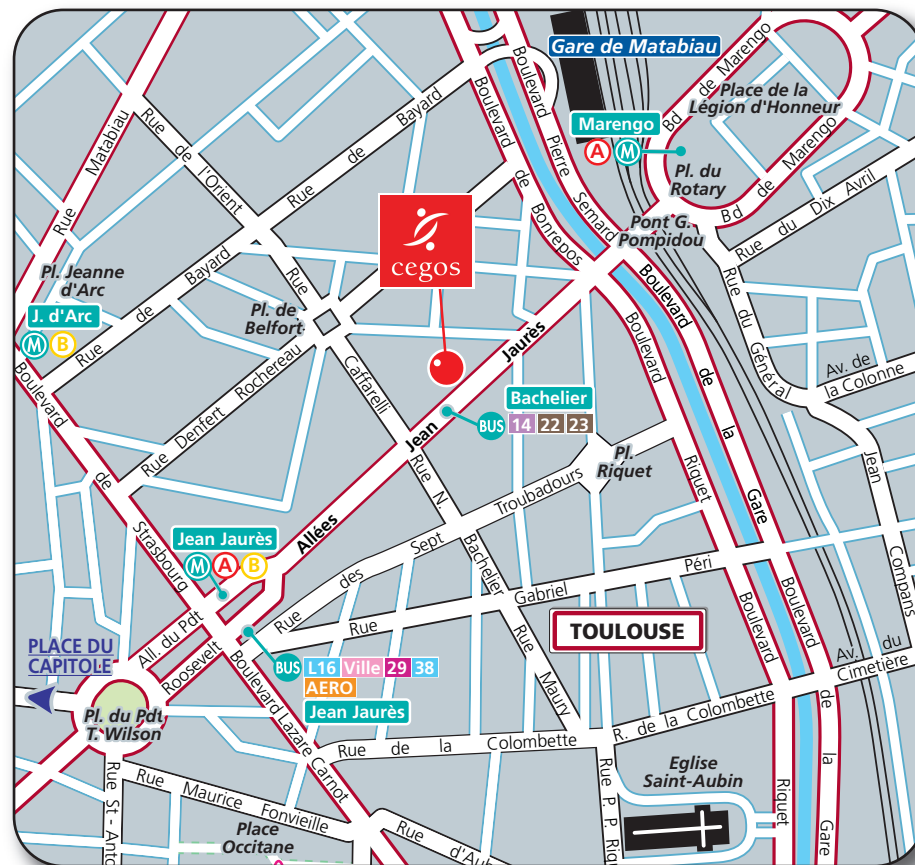 Gare de Matabiau
Bd de Marengo
Place de la
Légion d'Honneur
Marengo
A M
Pl. du
Rotary
Bd de Marengo
Rue du Dix Avril
Pont G.
Pompidou
Boulevard Pierre Semard
Boulevard de Bonrepos
Rue Matabiau
Rue de l'Orient
Rue de Bayard
cegos
Pl. Jeanne
d'Arc
J. d'Arc
M B
Rue de Bayard
Pl. de
Belfort
Rue Caffarelli
Rue Denfert Rochereau
Allées Jean Jaurès
Bachelier
BUS 14 22 23
Rue N. Bachelier
Pl.
Riquet
Boulevard Riquet
Boulevard de la Gare
Rue du Général Jean Compans
Av. de
la Colonne
Boulevard de Strasbourg
Jean Jaurès
M A B
Rue des Sept Troubadours
Rue Gabriel Péri
TOULOUSE
All. du Pdt
Roosevelt
PLACE DU
CAPITOLE
BUS L16 Ville 29 38
AERO
Jean Jaurès
Pl. du Pdt
T. Wilson
Boulevard Lazare Carnot
Rue Maury
Rue de la Colombette
R. de la Colombette
Av. du
Cimetière
Boulevard de la Gare
Riquet
Eglise
Saint-Aubin
Rue P. P. Riq
Rue St - Anto
Rue Maurice Fonvieille
Place
Occitane
Rue
d'Aub